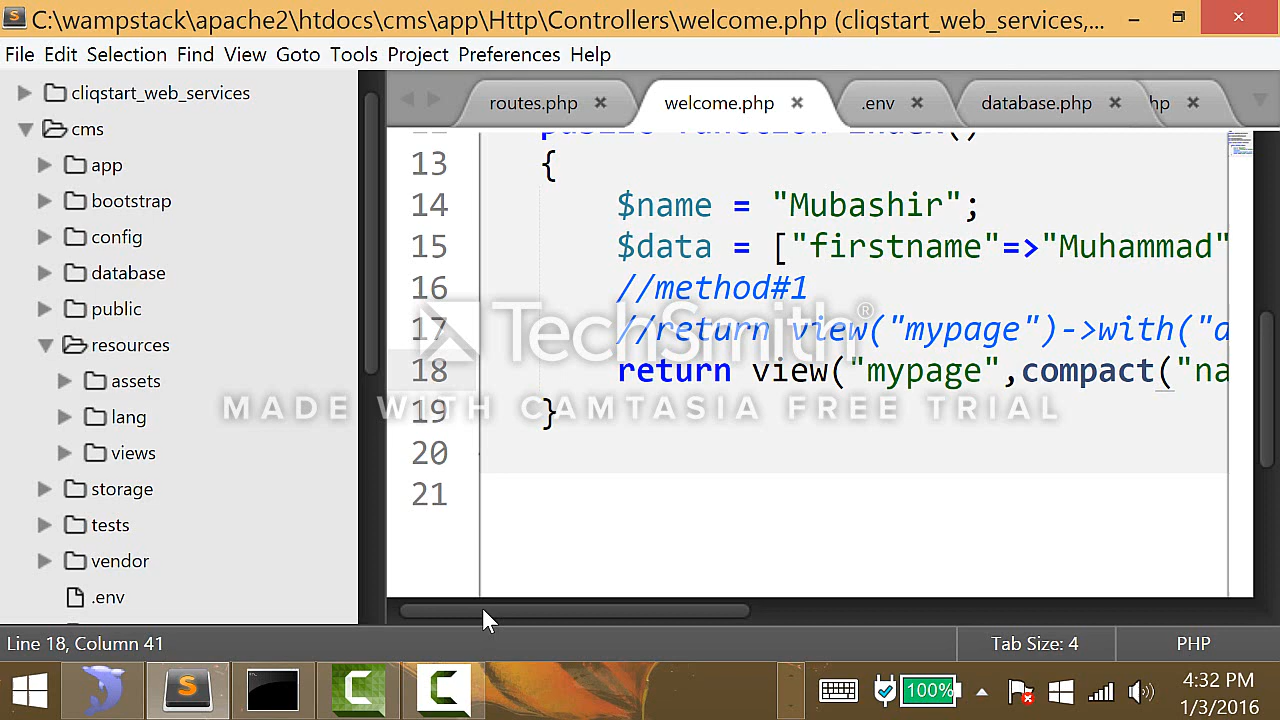 C:\wampstack\apache2\htdocs\cms\app\Http\Controllers\welcome.php (cliqstart_web_services,...
File Edit Selection Find View Goto Tools Project Preferences Help
cliqstart_web_services
cms
app
bootstrap
config
database
public
resources
assets
lang
views
storage
tests
vendor
.env
routes.php
welcome.php
.env
database.php
hp
public function index()
13 {
14 $name = "Mubashir";
15 $data = ["firstname"=>"Muhammad"
16 //method#1
17 //return view("mypage")->with("d
18 return view("mypage",compact("na
19 }
20
21
TechSmith®
MADE WITH CAMTASIA FREE TRIAL
Line 18, Column 41
Tab Size: 4
PHP
100%
4:32 PM
1/3/2016